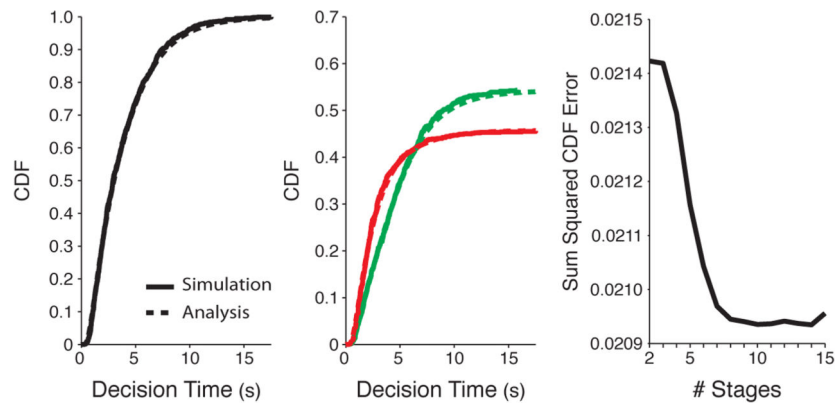 CDF
1.0
0.9
0.8
0.7
0.6
0.5
0.4
0.3
0.2
0.1
0
0 5 10 15
Decision Time (s)
Simulation
Analysis
CDF
0.7
0.6
0.5
0.4
0.3
0.2
0.1
0
0 5 10 15
Decision Time (s)
Sum Squared CDF Error
0.0215
0.0214
0.0213
0.0212
0.0211
0.0210
0.0209
2 5 10 15
# Stages